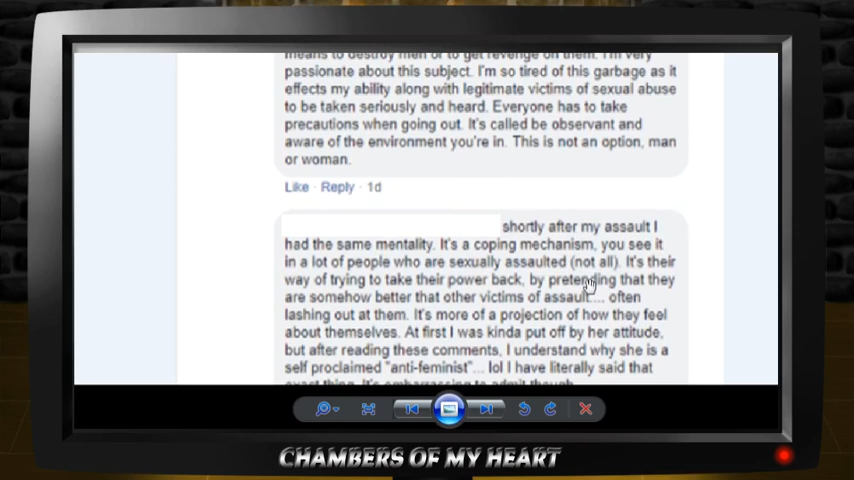 means to destroy men or to get revenge on them. I'm very
passionate about this subject. I'm so tired of this garbage as it
effects my ability along with legitimate victims of sexual abuse
to be taken seriously and heard. Everyone has to take
precautions when going out. It's called be observant and
aware of the environment you're in. This is not an option, man
or woman.
Like · Reply · 1d
shortly after my assault I
had the same mentality. It's a coping mechanism, you see it
in a lot of people who are sexually assaulted (not all). It's their
way of trying to take their power back, by pretending that they
are somehow better that other victims of assault.... often
lashing out at them. It's more of a projection of how they feel
about themselves. At first I was kinda put off by her attitude,
but after reading these comments, I understand why she is a
self proclaimed "anti-feminist"... lol I have literally said that
exact thing. It's embarrassing to admit though
CHAMBERS OF MY HEART